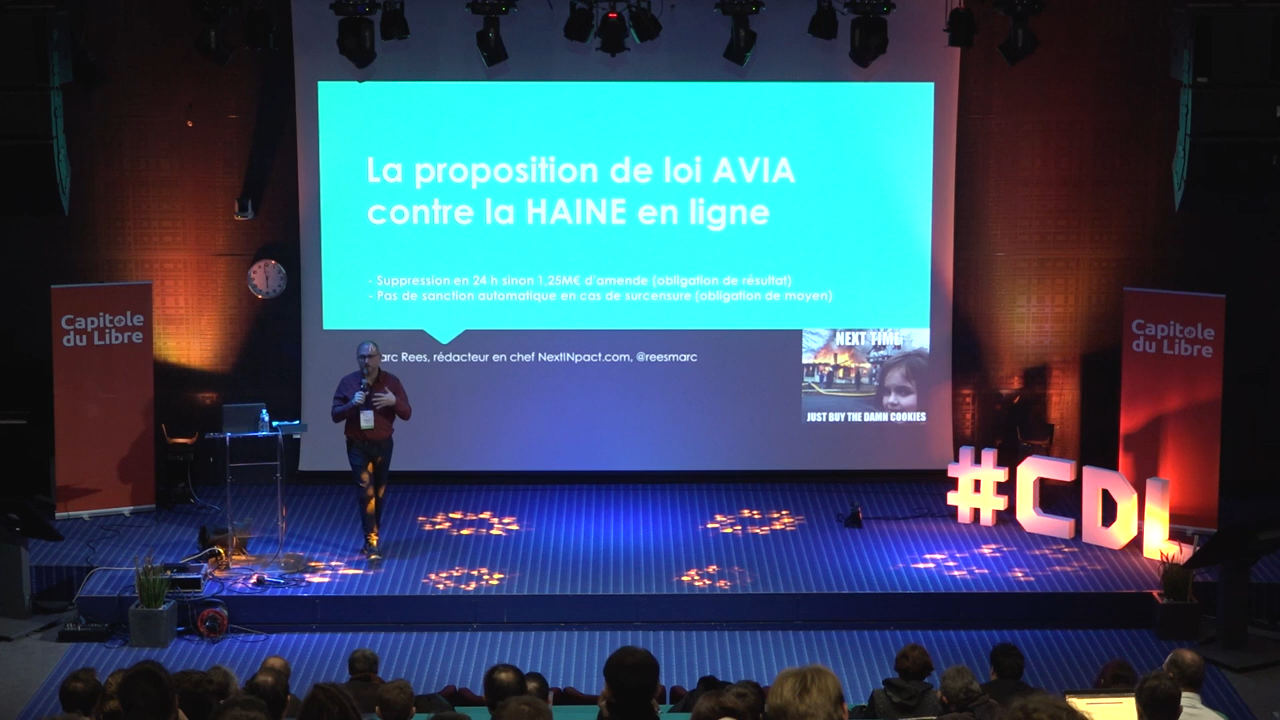 La proposition de loi AVIA
contre la HAINE en ligne
- Suppression en 24 h sinon 1,25M€ d'amende (obligation de résultat)
- Pas de sanction automatique en cas de surcensure (obligation de moyen)
arc Rees, rédacteur en chef NextINpact.com, @reesmarc
NEXT TIME
JUST BUY THE DAMN COOKIES
Capitole
du Libre
Capitole
du Libre
#CDL